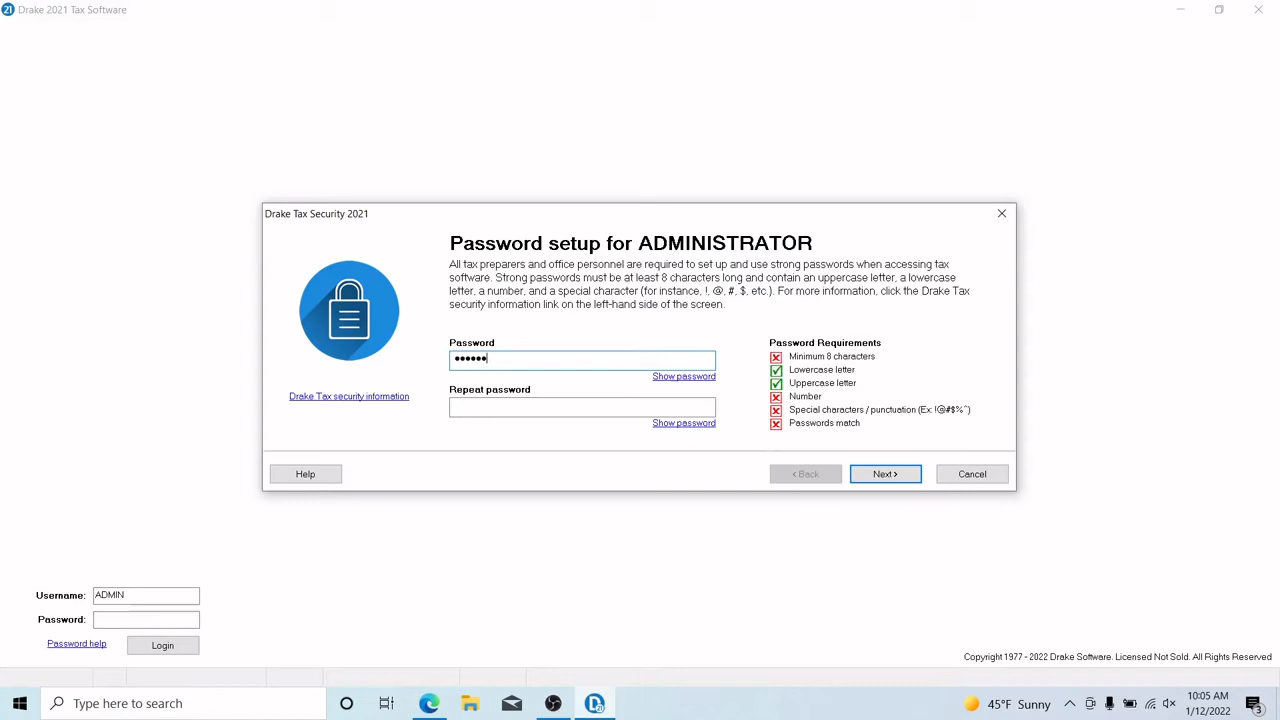 21 Drake 2021 Tax Software
Drake Tax Security 2021
Password setup for ADMINISTRATOR
All tax preparers and office personnel are required to set up and use strong passwords when accessing tax
software. Strong passwords must be at least 8 characters long and contain an uppercase letter, a lowercase
letter, a number, and a special character (for instance, !, @, #, $, etc.). For more information, click the Drake Tax
security information link on the left-hand side of the screen.
Password
••••••
Show password
Repeat password
Show password
Drake Tax security information
Password Requirements
Minimum 8 characters
Lowercase letter
Uppercase letter
Number
Special characters / punctuation (Ex: !@#$%^)
Passwords match
Help
< Back
Next >
Cancel
Username: ADMIN
Password:
Password help
Login
Copyright 1977 - 2022 Drake Software. Licensed Not Sold. All Rights Reserved
Type here to search
D 21
45°F Sunny
10:05 AM
1/12/2022
3